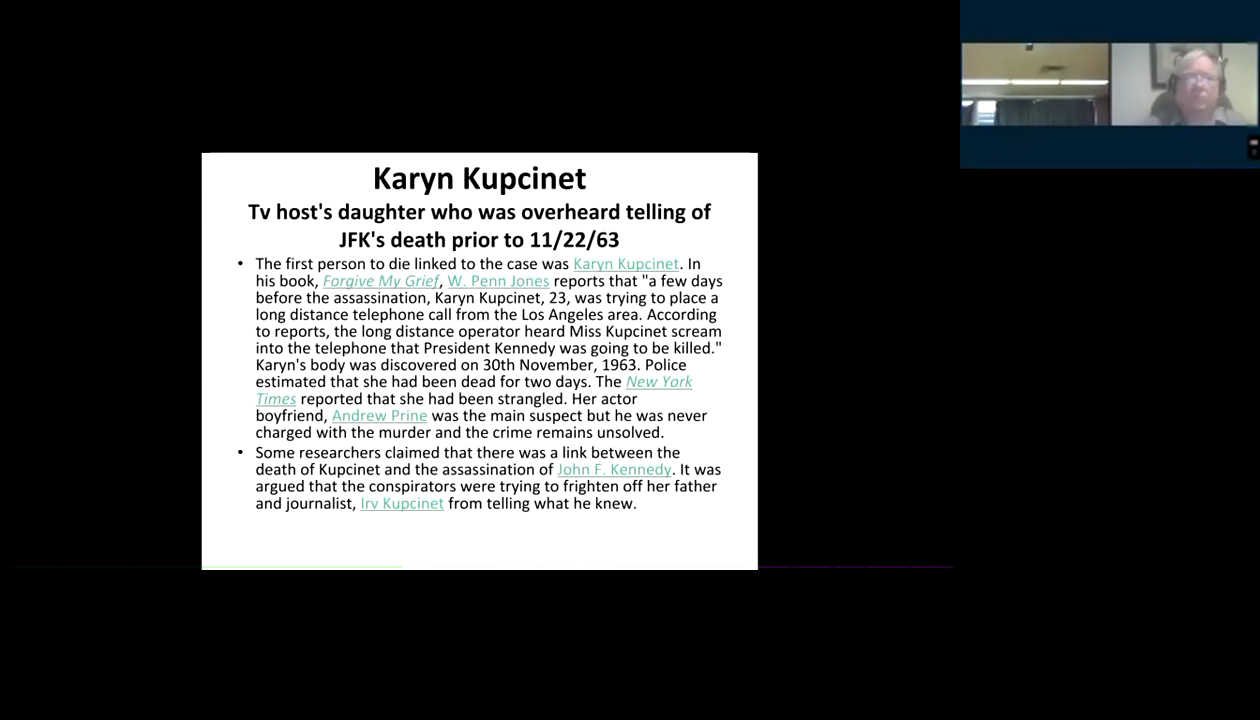 Karyn Kupcinet
Tv host's daughter who was overheard telling of
JFK's death prior to 11/22/63
• The first person to die linked to the case was Karyn Kupcinet. In
his book, Forgive My Grief, W. Penn Jones reports that "a few days
before the assassination, Karyn Kupcinet, 23, was trying to place a
long distance telephone call from the Los Angeles area. According
to reports, the long distance operator heard Miss Kupcinet scream
into the telephone that President Kennedy was going to be killed."
Karyn's body was discovered on 30th November, 1963. Police
estimated that she had been dead for two days. The New York
Times reported that she had been strangled. Her actor
boyfriend, Andrew Prine was the main suspect but he was never
charged with the murder and the crime remains unsolved.
• Some researchers claimed that there was a link between the
death of Kupcinet and the assassination of John F. Kennedy. It was
argued that the conspirators were trying to frighten off her father
and journalist, Irv Kupcinet from telling what he knew.